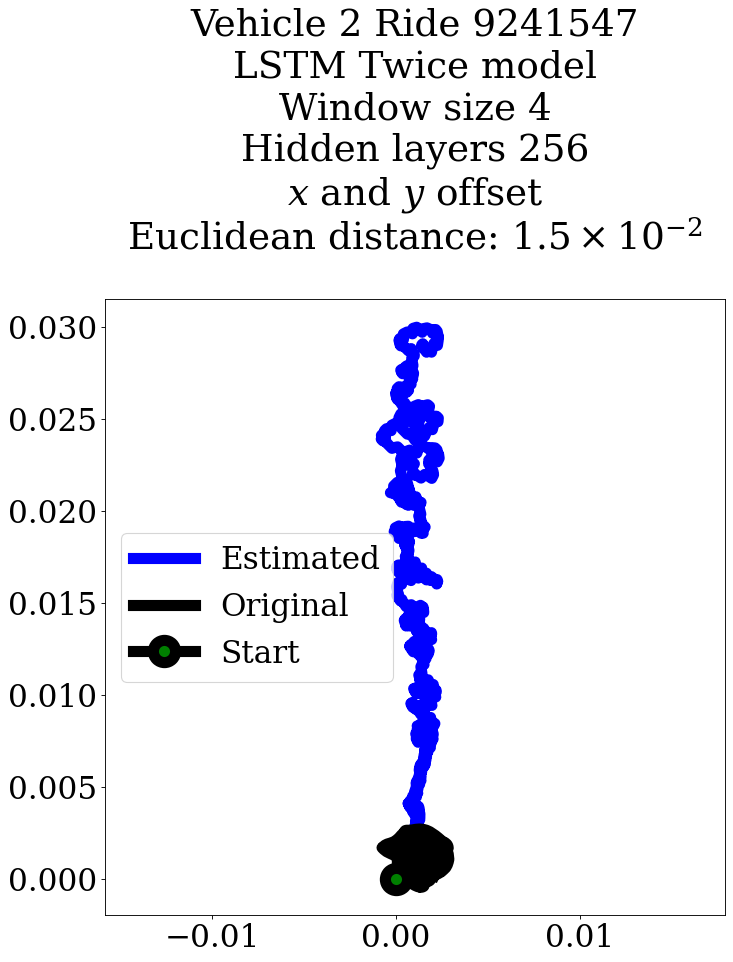 Vehicle 2 Ride 9241547
LSTM Twice model
Window size 4
Hidden layers 256
x and y offset
Euclidean distance: 1.5 × 10⁻²
0.030
0.025
0.020
0.015
0.010
0.005
0.000
Estimated
Original
Start
−0.01
0.00
0.01